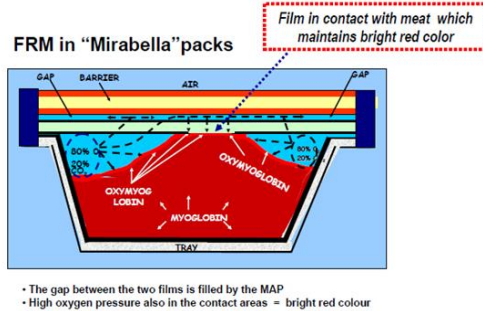 Film in contact with meat which
maintains bright red color
FRM in "Mirabella"packs
GAP
BARRIER
AIR
GAP
80% O
20%
CO
80% O
20%
OXYMYOG
LOBIN
OXYMYOGLOBIN
MYOGLOBIN
TRAY
• The gap between the two films is filled by the MAP
• High oxygen pressure also in the contact areas = bright red colour